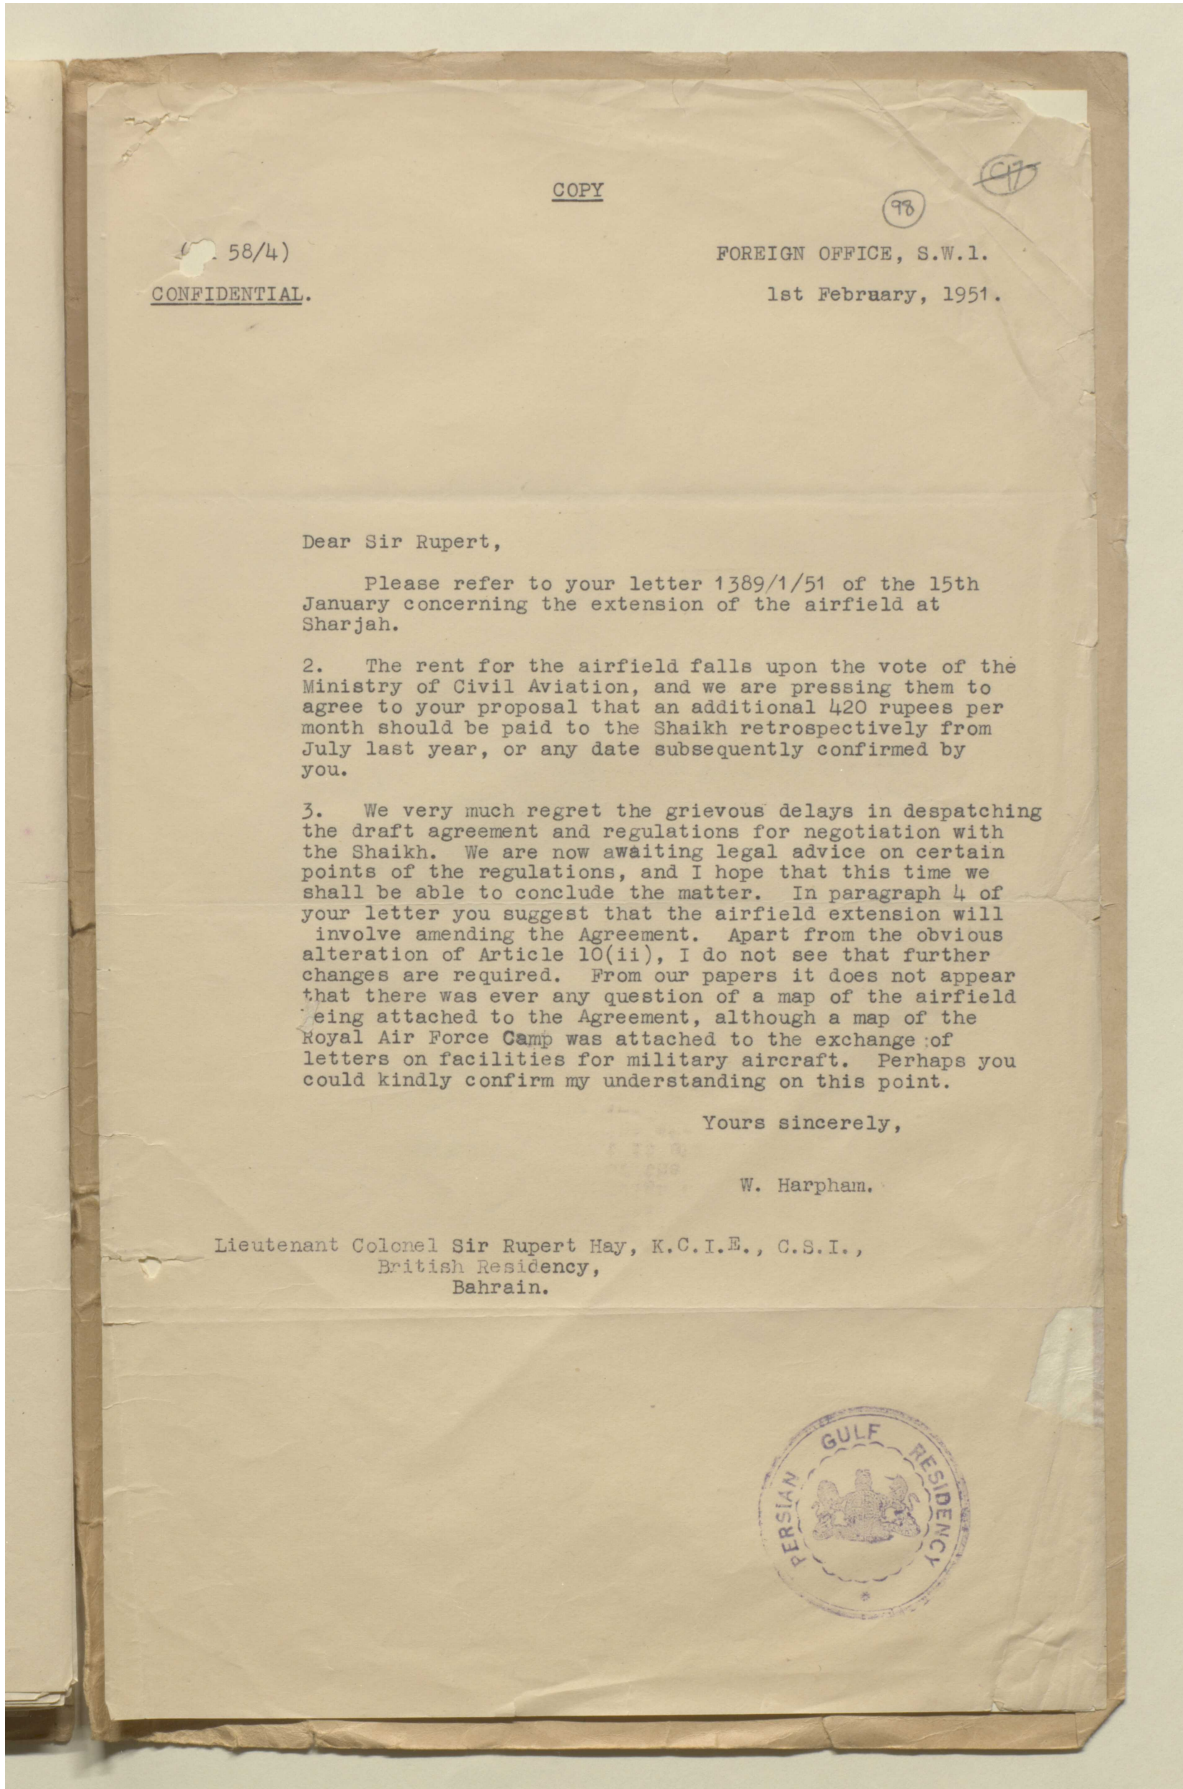 COPY
98
58/4)
FOREIGN OFFICE, S.W.1.
CONFIDENTIAL.
1st February, 1951.
Dear Sir Rupert,
Please refer to your letter 1389/1/51 of the 15th
January concerning the extension of the airfield at
Sharjah.
2. The rent for the airfield falls upon the vote of the
Ministry of Civil Aviation, and we are pressing them to
agree to your proposal that an additional 420 rupees per
month should be paid to the Shaikh retrospectively from
July last year, or any date subsequently confirmed by
you.
3. We very much regret the grievous delays in despatching
the draft agreement and regulations for negotiation with
the Shaikh. We are now awaiting legal advice on certain
points of the regulations, and I hope that this time we
shall be able to conclude the matter. In paragraph 4 of
your letter you suggest that the airfield extension will
involve amending the Agreement. Apart from the obvious
alteration of Article 10(ii), I do not see that further
changes are required. From our papers it does not appear
that there was ever any question of a map of the airfield
eing attached to the Agreement, although a map of the
Royal Air Force Camp was attached to the exchange :of
letters on facilities for military aircraft. Perhaps you
could kindly confirm my understanding on this point.
Yours sincerely,
W. Harpham.
Lieutenant Colonel Sir Rupert Hay, K.C.I.E., C.S.I.,
British Residency,
Bahrain.
PERSIAN GULF RESIDENCY